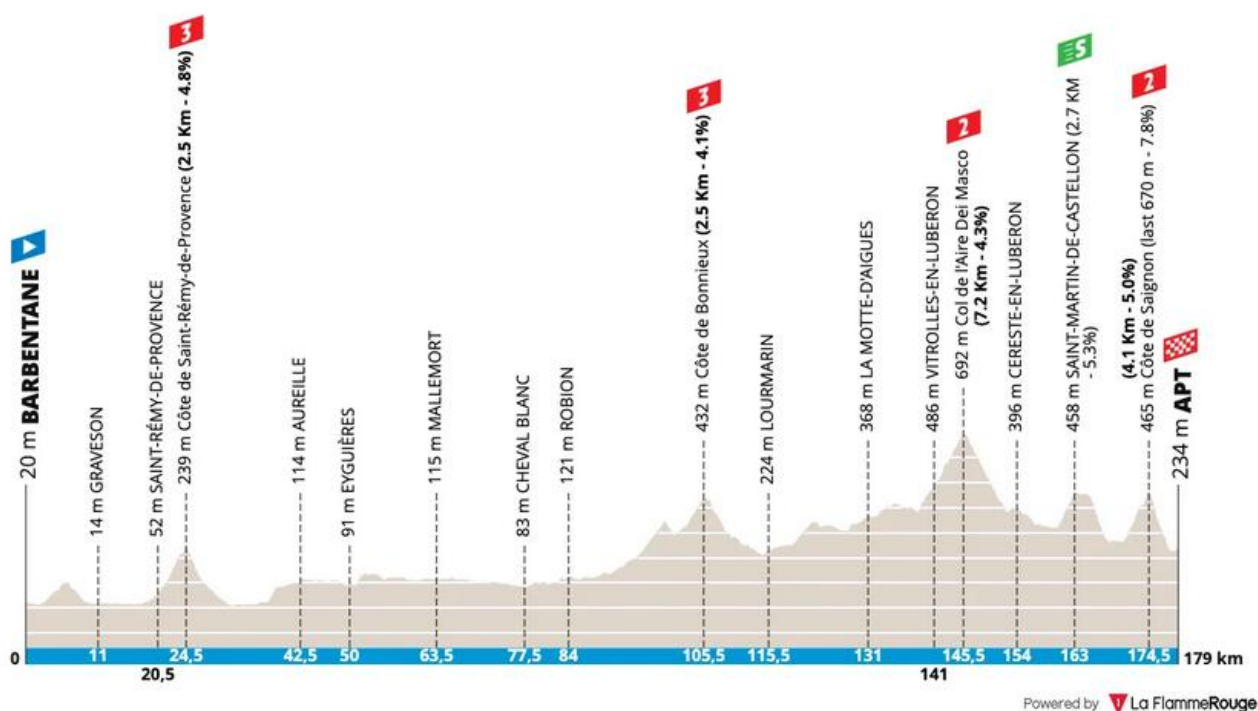 3
3
2
S
2
20 m BARBENTANE
14 m GRAVESON
52 m SAINT-RÉMY-DE-PROVENCE
239 m Côte de Saint-Rémy-de-Provence (2.5 Km - 4.8%)
114 m AUREILLE
91 m EYGUIÈRES
115 m MALLEMORT
83 m CHEVAL BLANC
121 m ROBION
432 m Côte de Bonnieux (2.5 Km - 4.1%)
224 m LOURMARIN
368 m LA MOTTE-D'AIGUES
486 m VITROLLES-EN-LUBERON
692 m Col de l'Aire Dei Masco
(7.2 Km - 4.3%)
396 m CERESTE-EN-LUBERON
458 m SAINT-MARTIN-DE-CASTELLON (2.7 KM
- 5.3%)
(4.1 Km - 5.0%)
465 m Côte de Saignon (last 670 m - 7.8%)
234 m APT
0 11 24,5 42,5 50 63,5 77,5 84 105,5 115,5 131 145,5 154 163 174,5 179 km
20,5 141
Powered by 1 La FlammeRouge